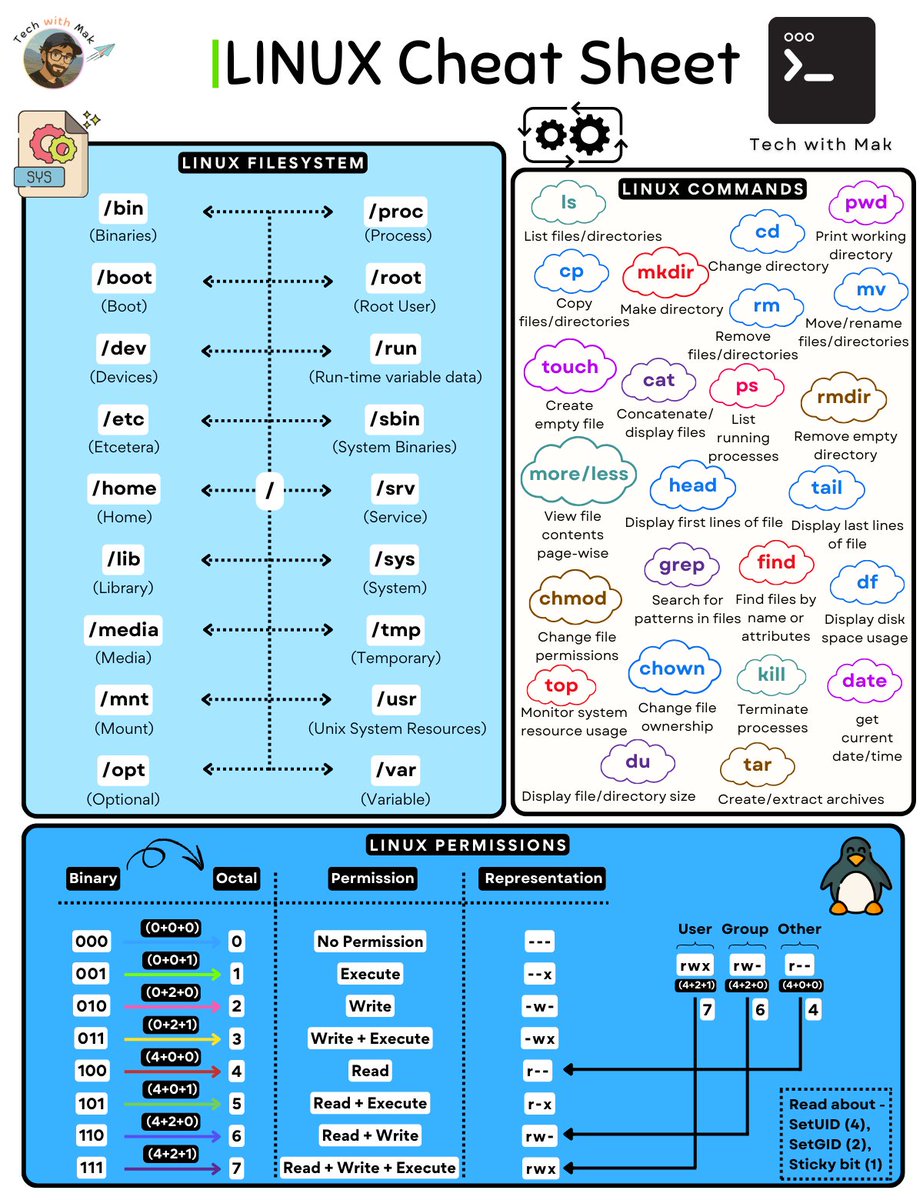 Tech with Mak
LINUX Cheat Sheet
Tech with Mak
SYS
LINUX FILESYSTEM
/bin
(Binaries)
/proc
(Process)
/boot
(Boot)
/root
(Root User)
/dev
(Devices)
/run
(Run-time variable data)
/etc
(Etcetera)
/sbin
(System Binaries)
/home
(Home)
/
/srv
(Service)
/lib
(Library)
/sys
(System)
/media
(Media)
/tmp
(Temporary)
/mnt
(Mount)
/usr
(Unix System Resources)
/opt
(Optional)
/var
(Variable)
LINUX COMMANDS
ls
List files/directories
cd
Change directory
pwd
Print working
directory
cp
Copy
files/directories
mkdir
Make directory
rm
Remove
files/directories
mv
Move/rename
files/directories
touch
Create
empty file
cat
Concatenate/
display files
ps
List
running
processes
rmdir
Remove empty
directory
more/less
View file
contents
page-wise
head
Display first lines of file
tail
Display last lines
of file
chmod
Change file
permissions
grep
Search for
patterns in files
find
Find files by
name or
attributes
df
Display disk
space usage
top
Monitor system
resource usage
chown
Change file
ownership
kill
Terminate
processes
date
get
current
date/time
du
Display file/directory size
tar
Create/extract archives
LINUX PERMISSIONS
Binary Octal Permission Representation
000 (0+0+0) 0 No Permission ---
001 (0+0+1) 1 Execute --x
010 (0+2+0) 2 Write -w-
011 (0+2+1) 3 Write + Execute -wx
100 (4+0+0) 4 Read r--
101 (4+0+1) 5 Read + Execute r-x
110 (4+2+0) 6 Read + Write rw-
111 (4+2+1) 7 Read + Write + Execute rwx
User Group Other
rwx rw- r--
(4+2+1) (4+2+0) (4+0+0)
7 6 4
Read about -
SetUID (4),
SetGID (2),
Sticky bit (1)